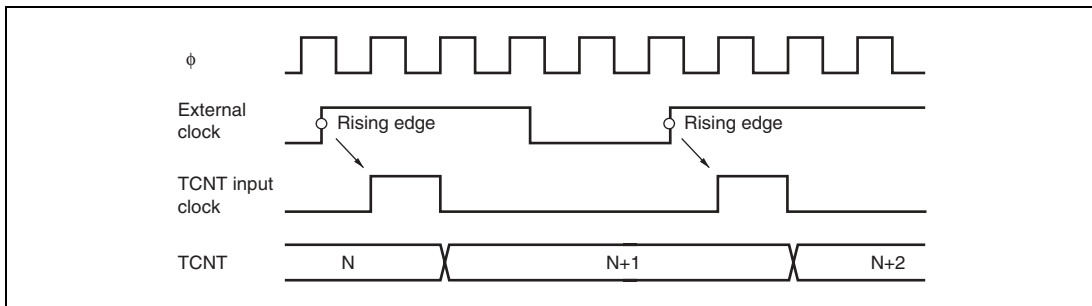 φ
External
clock
Rising edge
Rising edge
TCNT input
clock
TCNT
N
N+1
N+2